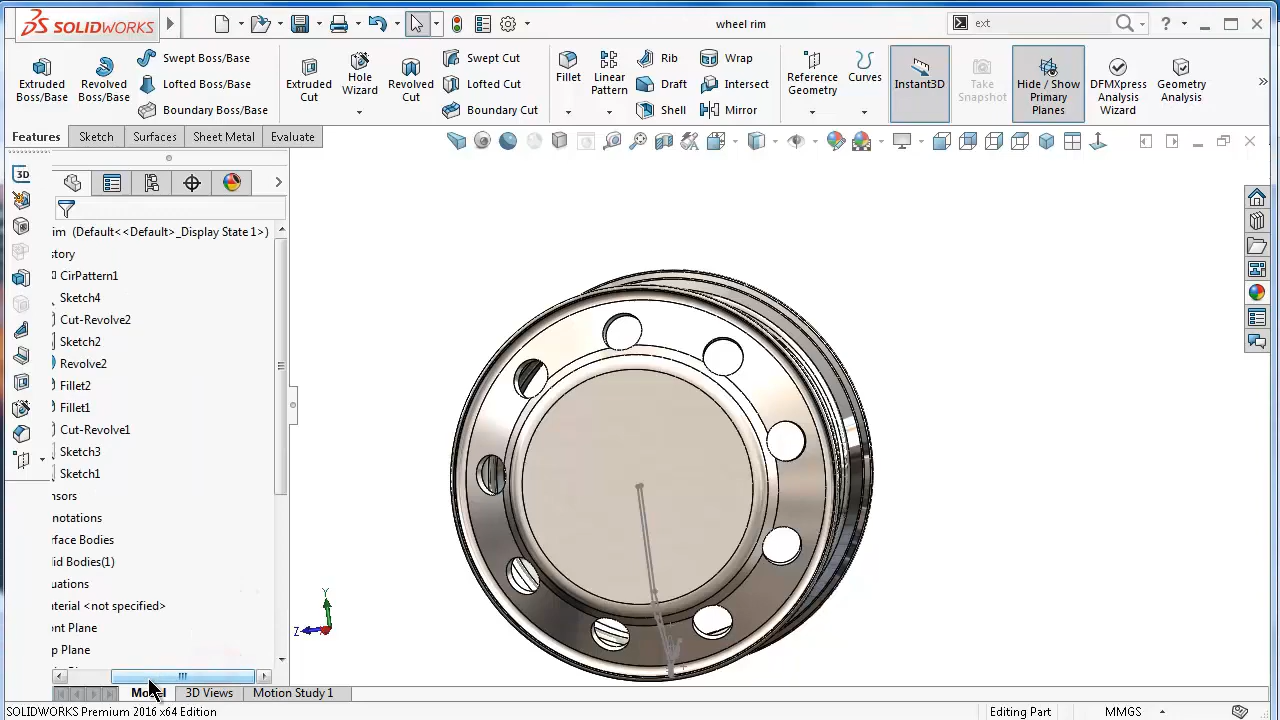 SOLIDWORKS
wheel rim
ext
Extruded Boss/Base
Revolved Boss/Base
Swept Boss/Base
Lofted Boss/Base
Boundary Boss/Base
Extruded Cut
Hole Wizard
Revolved Cut
Swept Cut
Lofted Cut
Boundary Cut
Fillet
Linear Pattern
Rib
Draft
Shell
Wrap
Intersect
Mirror
Reference Geometry
Curves
Instant3D
Take Snapshot
Hide / Show Primary Planes
DFMXpress Analysis Wizard
Geometry Analysis
Features
Sketch
Surfaces
Sheet Metal
Evaluate
3D
im (Default<<Default>_Display State 1>)
story
CirPattern1
Sketch4
Cut-Revolve2
Sketch2
Revolve2
Fillet2
Fillet1
Cut-Revolve1
Sketch3
Sketch1
nsors
notations
rface Bodies
lid Bodies(1)
uations
aterial <not specified>
ont Plane
p Plane
Y
Z
Model
3D Views
Motion Study 1
SOLIDWORKS Premium 2016 x64 Edition
Editing Part
MMGS